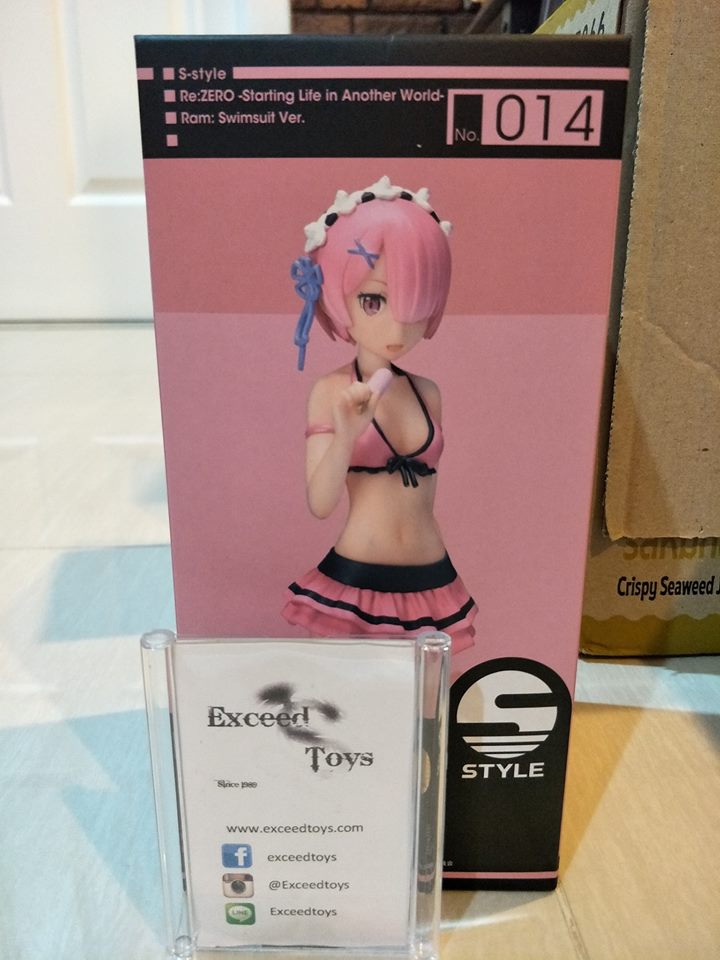 S-style
Re:ZERO -Starting Life in Another World-
Ram: Swimsuit Ver.
No. 014
Crispy Seaweed
STYLE
Exceed
Toys
Since 1989
www.exceedtoys.com
exceedtoys
@Exceedtoys
LINE
Exceedtoys